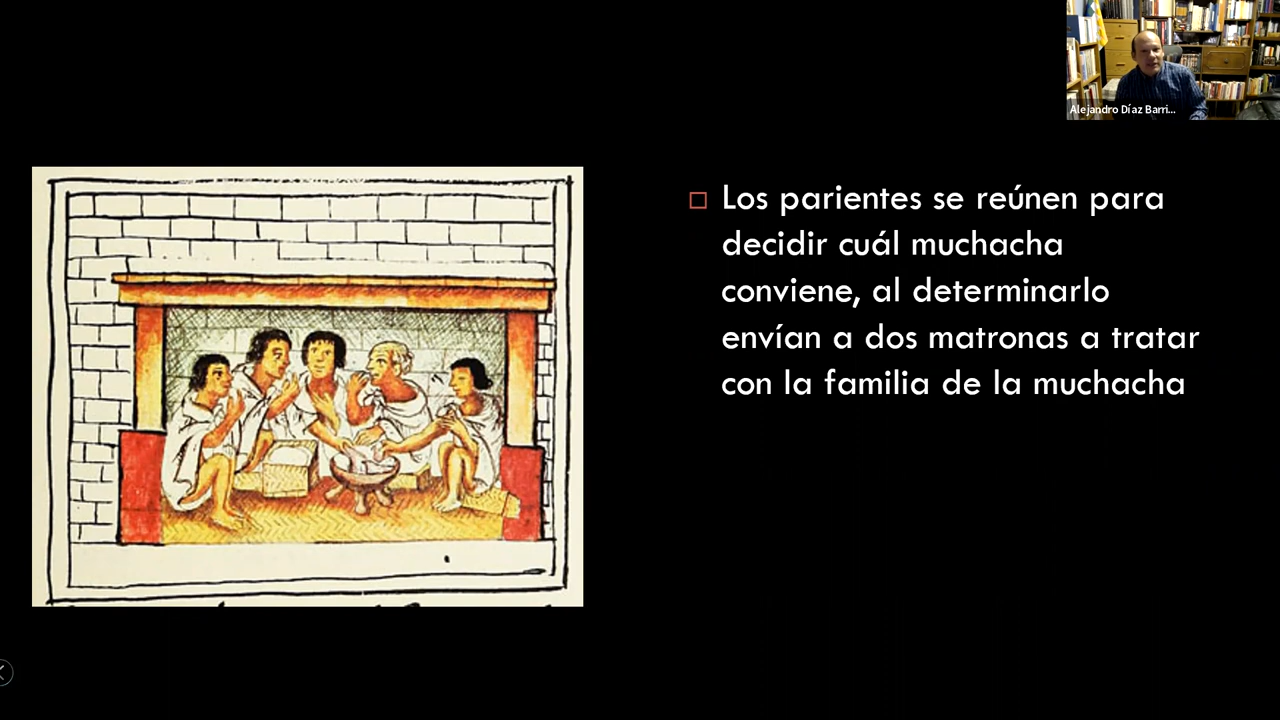 Alejandro Díaz Barri...
Los parientes se reúnen para
decidir cuál muchacha
conviene, al determinarlo
envían a dos matronas a tratar
con la familia de la muchacha